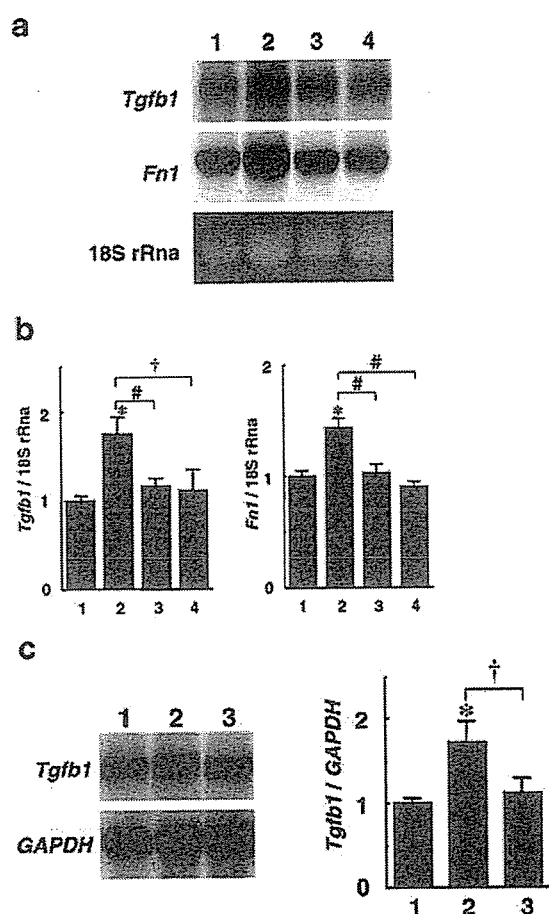 a
1 2 3 4
Tgfb1
Fn1
18S rRna
b
Tgfb1 / 18S rRna
0
1
2
*
#
†
1 2 3 4
Fn1 / 18S rRna
0
1
2
*
#
#
1 2 3 4
c
1 2 3
Tgfb1
GAPDH
Tgfb1 / GAPDH
0
1
2
*
†
1 2 3